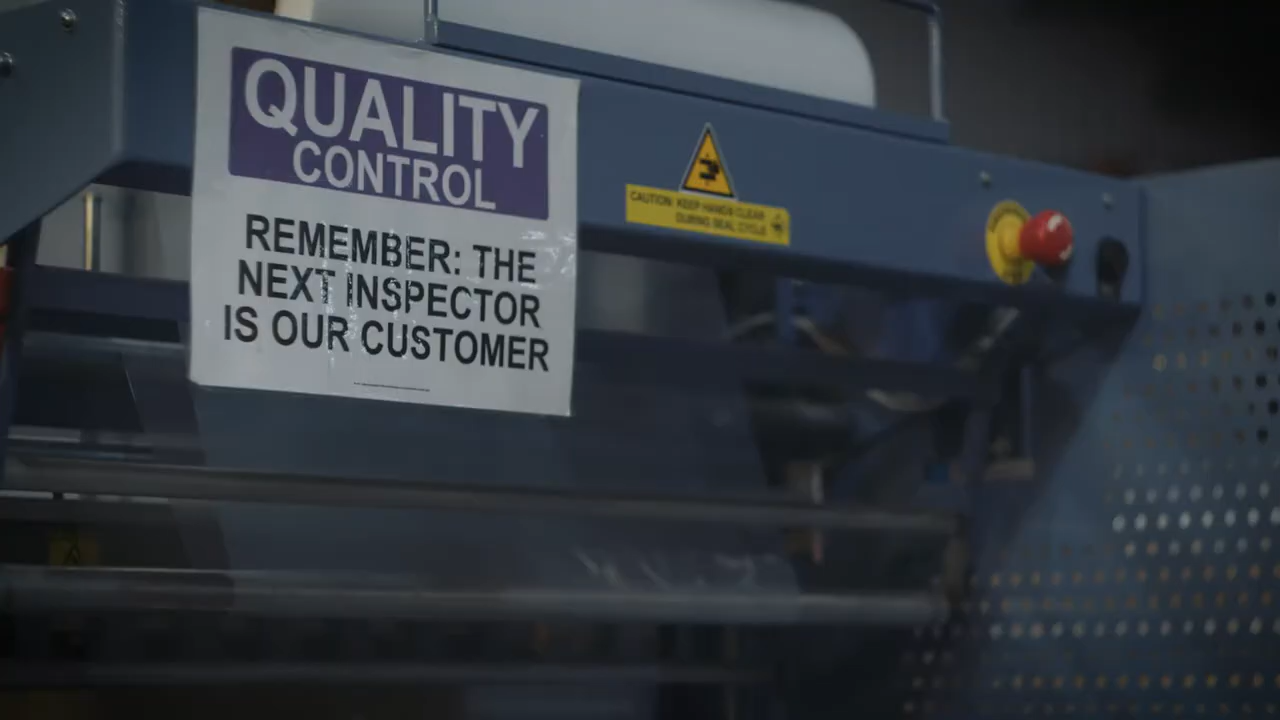 QUALITY
CONTROL
REMEMBER: THE
NEXT INSPECTOR
IS OUR CUSTOMER
CAUTION: KEEP HANDS CLEAR
DURING SEAL CYCLE